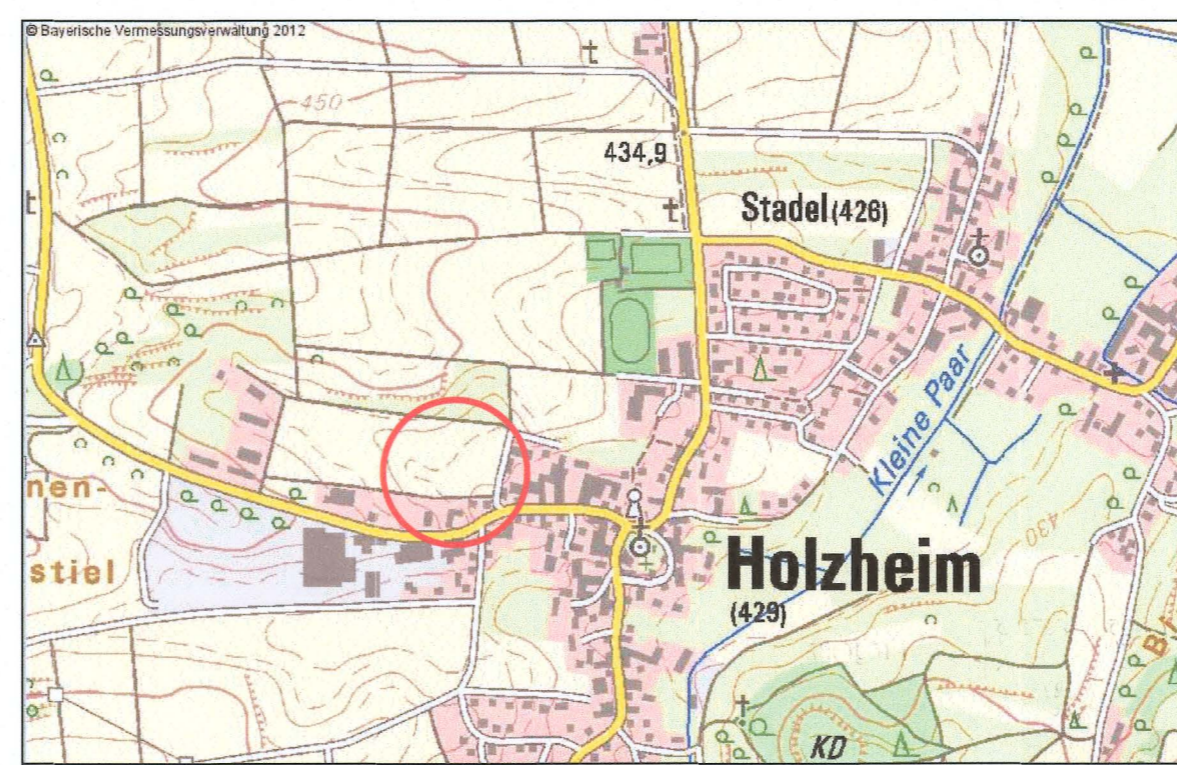 © Bayerische Vermessungsverwaltung 2012
450
434,9
Stadel (426)
Kleine Paar
nen-
stiel
Holzheim
(429)
430
KD